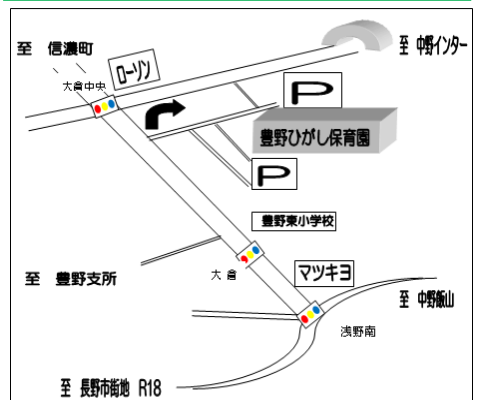 至 信濃町
ローソン
大倉中央
至 中野インター
P
豊野ひがし保育園
P
豊野東小学校
大倉
マツキヨ
至 豊野支所
至 中野飯山
浅野南
至 長野市街地 R18